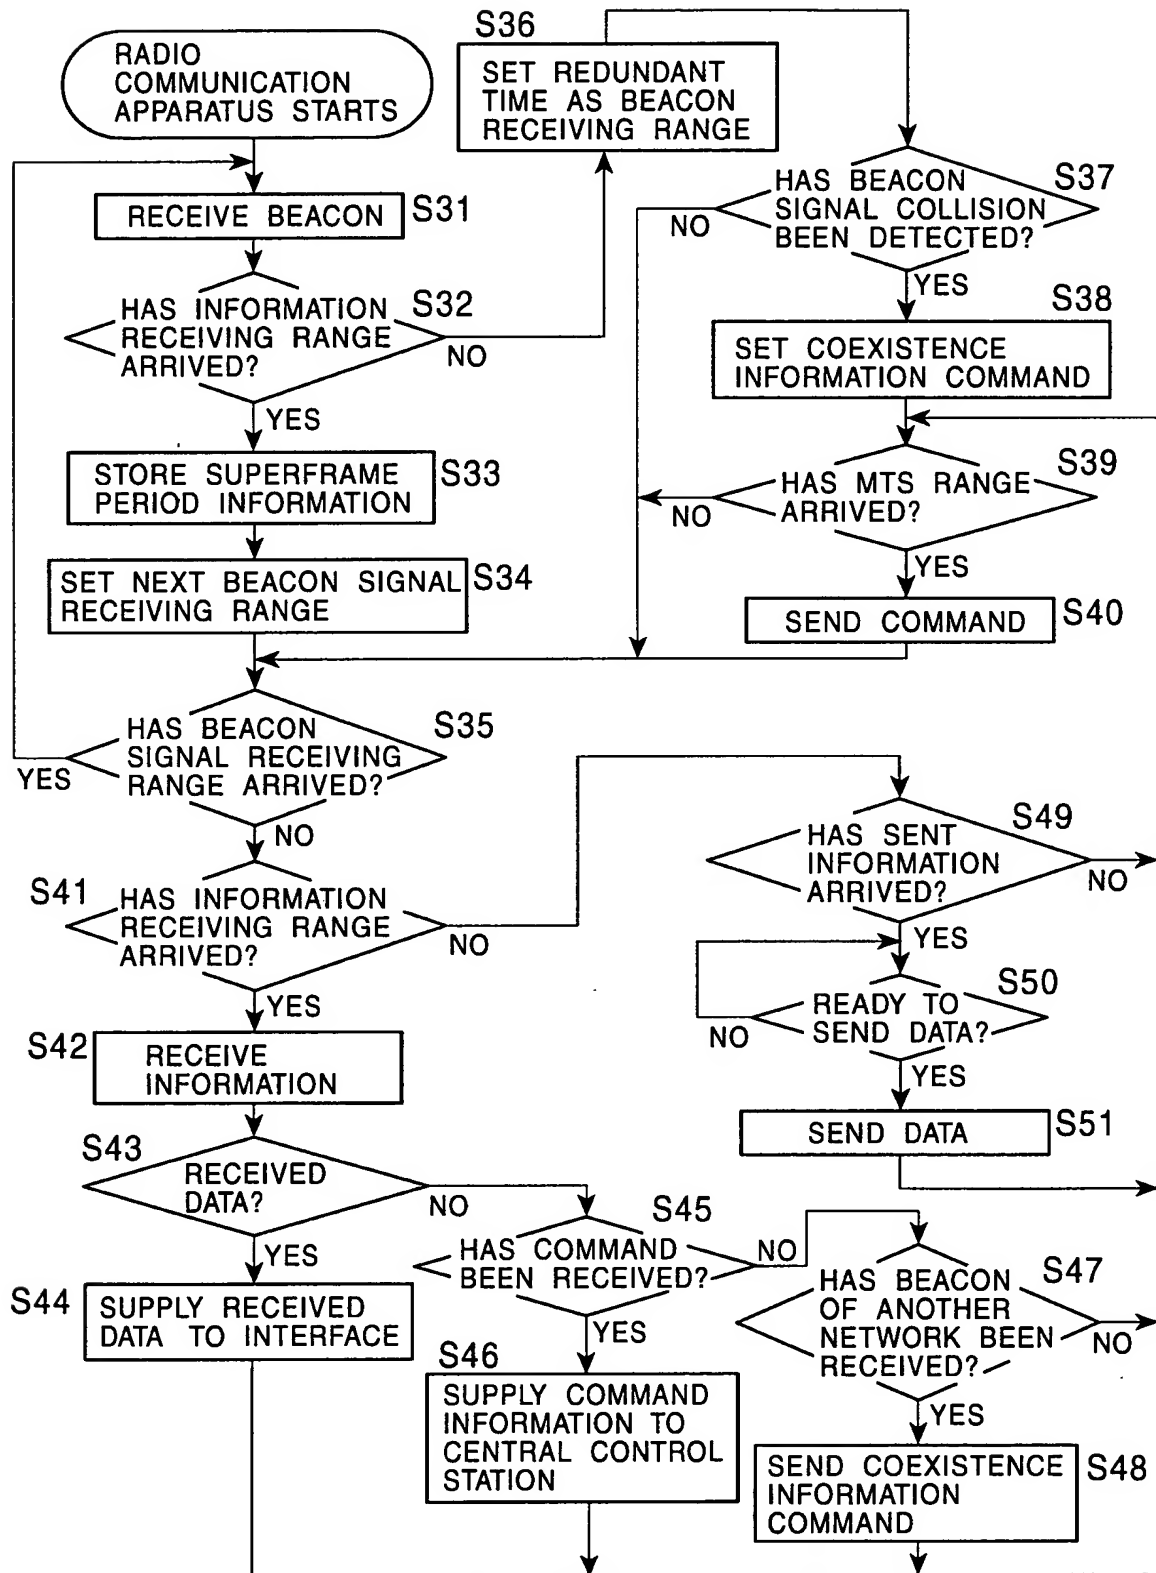 RADIO
COMMUNICATION
APPARATUS STARTS
RECEIVE BEACON
S31
HAS INFORMATION
RECEIVING RANGE
ARRIVED?
S32
NO
YES
STORE SUPERFRAME
PERIOD INFORMATION
S33
SET NEXT BEACON SIGNAL
RECEIVING RANGE
S34
HAS BEACON
SIGNAL RECEIVING
RANGE ARRIVED?
S35
YES
NO
S36
SET REDUNDANT
TIME AS BEACON
RECEIVING RANGE
HAS BEACON
SIGNAL COLLISION
BEEN DETECTED?
S37
NO
YES
S38
SET COEXISTENCE
INFORMATION COMMAND
HAS MTS RANGE
ARRIVED?
S39
NO
YES
SEND COMMAND
S40
S41
HAS INFORMATION
RECEIVING RANGE
ARRIVED?
NO
YES
S42
RECEIVE
INFORMATION
S43
RECEIVED
DATA?
NO
YES
S44
SUPPLY RECEIVED
DATA TO INTERFACE
S45
HAS COMMAND
BEEN RECEIVED?
NO
YES
S46
SUPPLY COMMAND
INFORMATION TO
CENTRAL CONTROL
STATION
HAS BEACON
OF ANOTHER
NETWORK BEEN
RECEIVED?
S47
NO
YES
SEND COEXISTENCE
INFORMATION
COMMAND
S48
HAS SENT
INFORMATION
ARRIVED?
S49
NO
YES
READY TO
SEND DATA?
S50
NO
YES
SEND DATA
S51